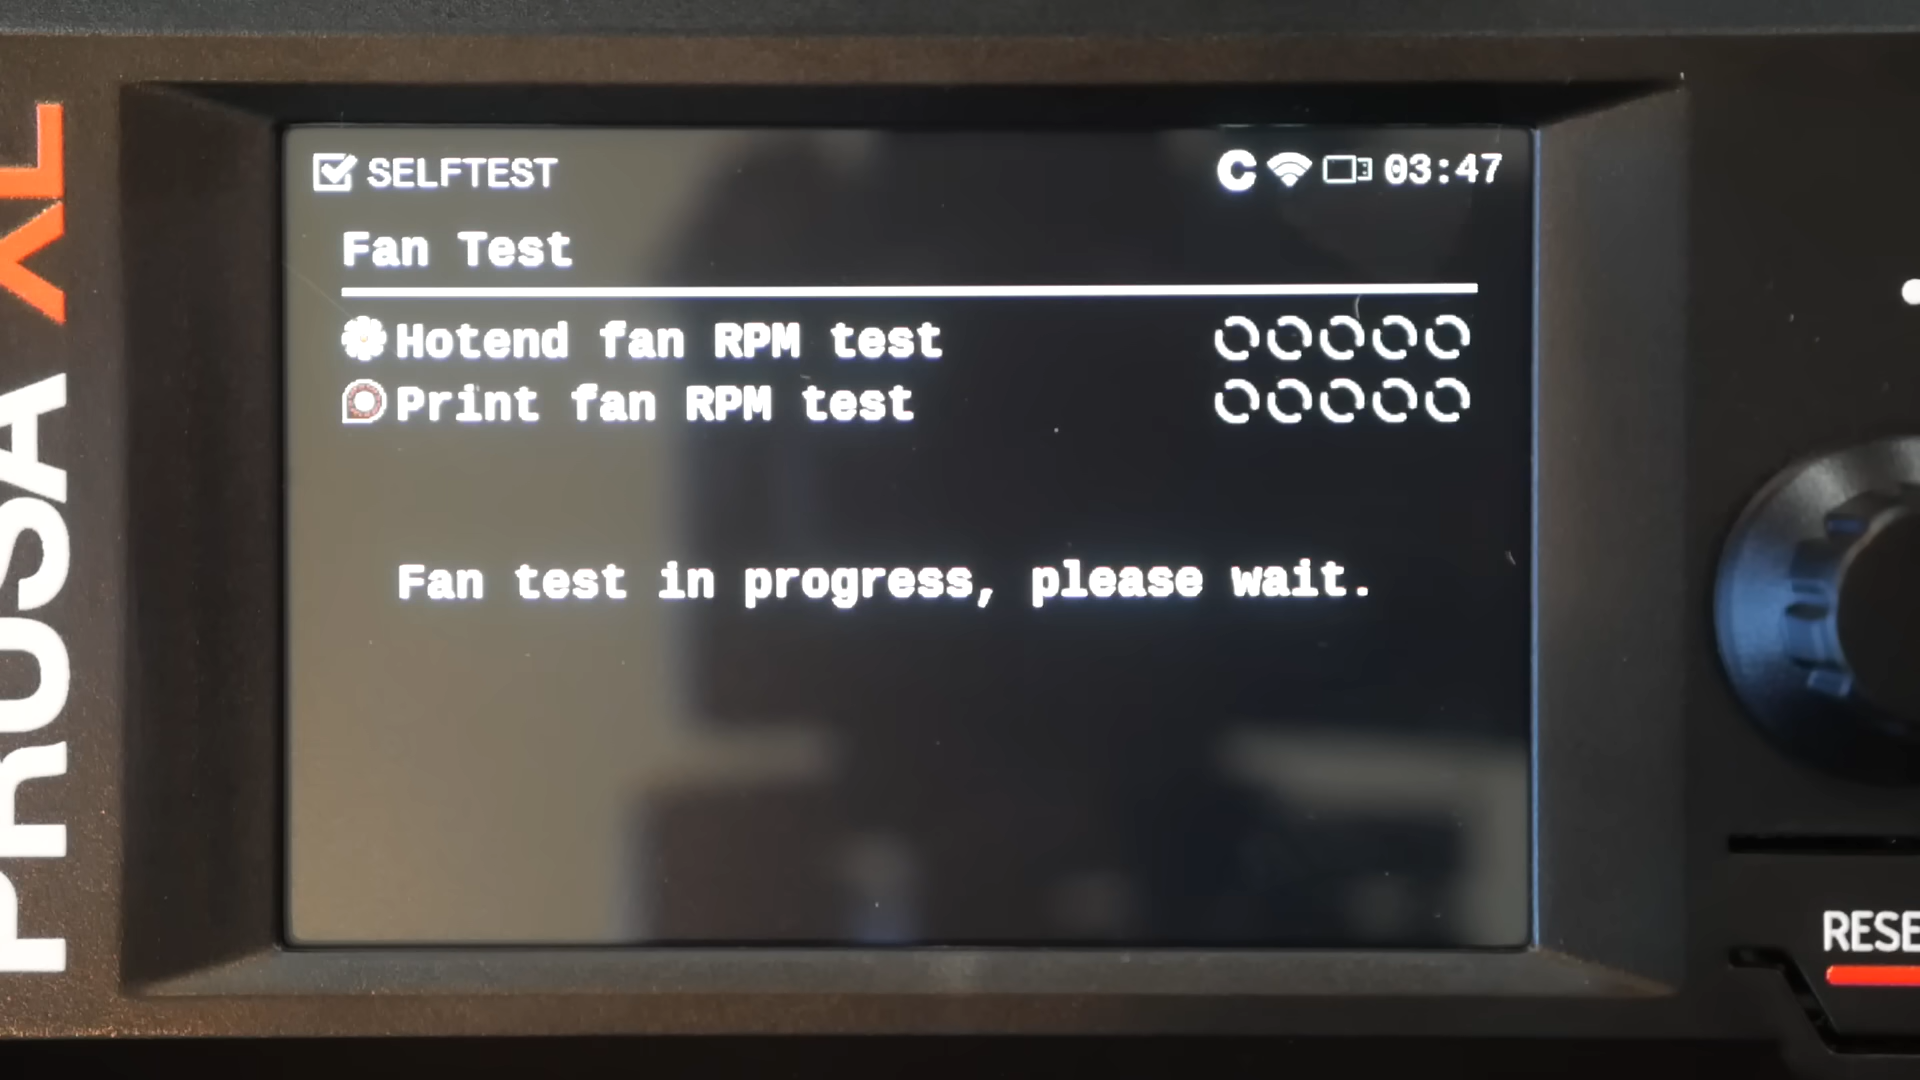 PRUSA XL
SELFTEST
C 03:47
Fan Test
Hotend fan RPM test
Print fan RPM test
Fan test in progress, please wait.
RESE